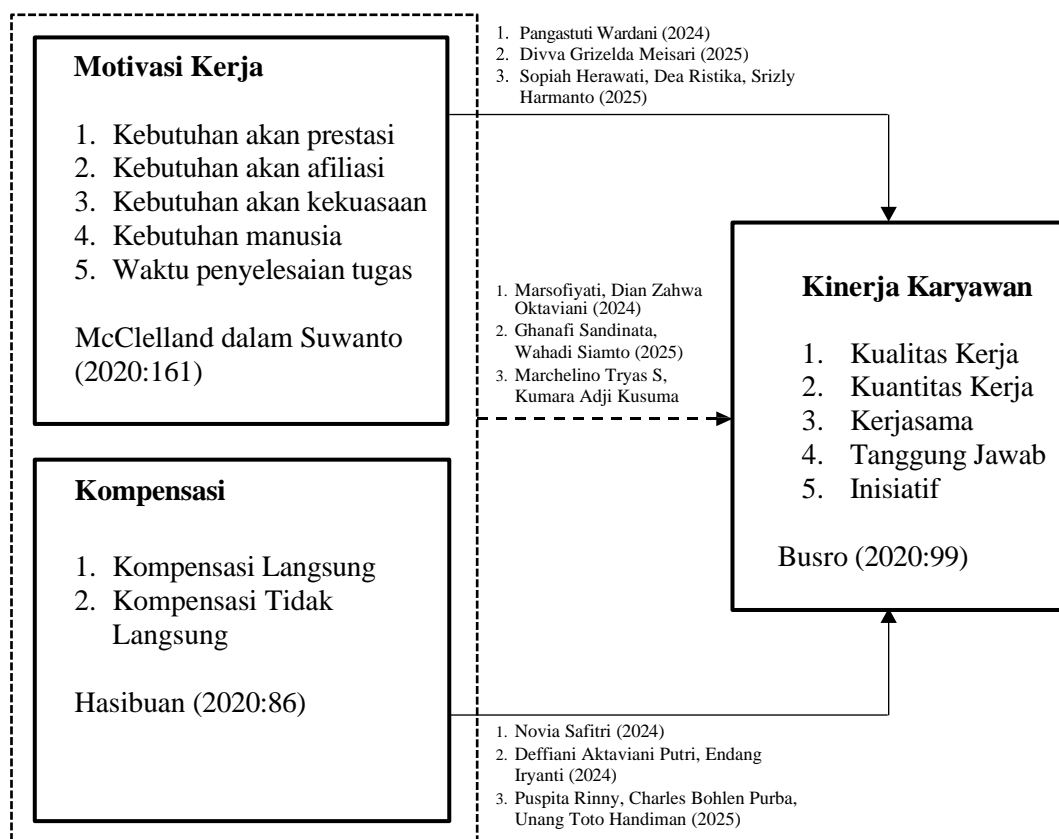 Motivasi Kerja
1. Kebutuhan akan prestasi
2. Kebutuhan akan afiliasi
3. Kebutuhan akan kekuasaan
4. Kebutuhan manusia
5. Waktu penyelesaian tugas
McClelland dalam Suwanto
(2020:161)
1. Pangastuti Wardani (2024)
2. Divva Grizelda Meisari (2025)
3. Sopiah Herawati, Dea Ristika, Srizly
Harmanto (2025)
1. Marsofiyati, Dian Zahwa
Oktaviani (2024)
2. Ghanafi Sandinata,
Wahadi Siamto (2025)
3. Marchelino Tryas S,
Kumara Adji Kusuma
Kinerja Karyawan
1. Kualitas Kerja
2. Kuantitas Kerja
3. Kerjasama
4. Tanggung Jawab
5. Inisiatif
Busro (2020:99)
Kompensasi
1. Kompensasi Langsung
2. Kompensasi Tidak
Langsung
Hasibuan (2020:86)
1. Novia Safitri (2024)
2. Deffiani Aktaviani Putri, Endang
Iryanti (2024)
3. Puspita Rinny, Charles Bohlen Purba,
Unang Toto Handiman (2025)